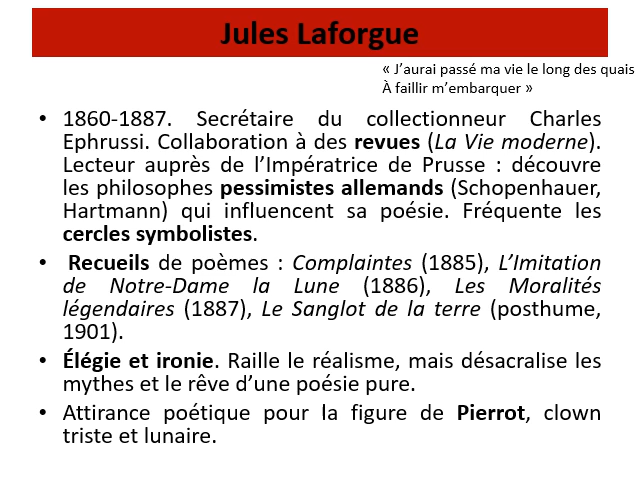 Jules Laforgue
« J’aurai passé ma vie le long des quais
À faillir m’embarquer »
• 1860-1887. Secrétaire du collectionneur Charles
Ephrussi. Collaboration à des revues (La Vie moderne).
Lecteur auprès de l’Impératrice de Prusse : découvre
les philosophes pessimistes allemands (Schopenhauer,
Hartmann) qui influencent sa poésie. Fréquente les
cercles symbolistes.
• Recueils de poèmes : Complaintes (1885), L’Imitation
de Notre-Dame la Lune (1886), Les Moralités
légendaires (1887), Le Sanglot de la terre (posthume,
1901).
• Élégie et ironie. Raille le réalisme, mais désacralise les
mythes et le rêve d’une poésie pure.
• Attirance poétique pour la figure de Pierrot, clown
triste et lunaire.